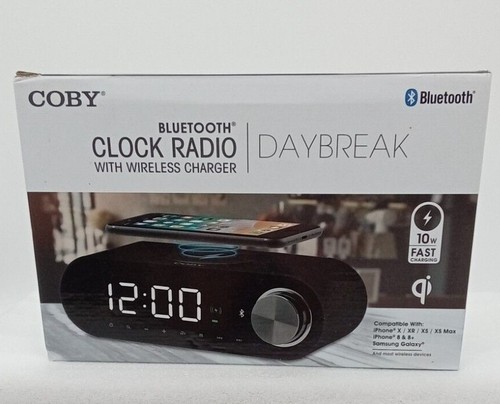 COBY®
Bluetooth®
BLUETOOTH®
CLOCK RADIO
WITH WIRELESS CHARGER
DAYBREAK
10W
FAST
CHARGING
qi
12:00
Compatible With:
iPhone® X / XR / XS / XS Max
iPhone® 8 & 8+
Samsung Galaxy®
And most wireless devices